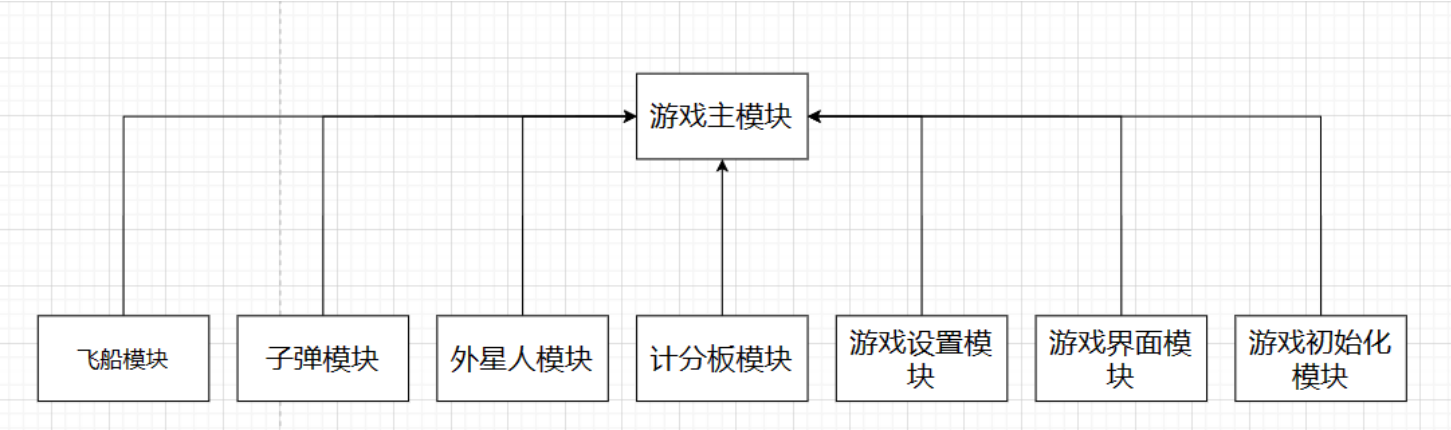 游戏主模块
飞船模块
子弹模块
外星人模块
计分板模块
游戏设置模
块
游戏界面模
块
游戏初始化
模块